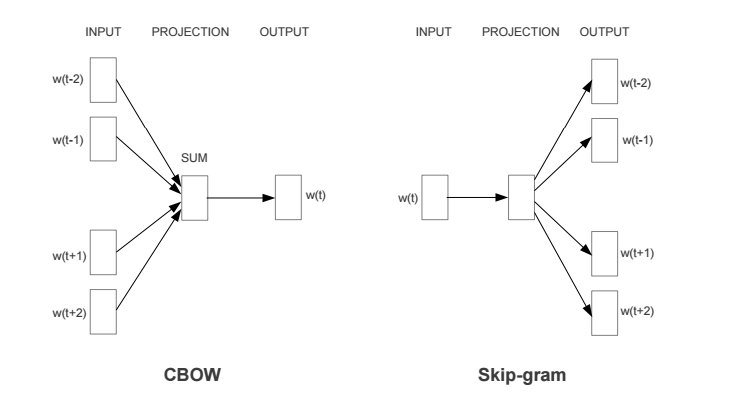 INPUT PROJECTION OUTPUT
w(t-2)
w(t-1)
SUM
w(t)
w(t+1)
w(t+2)
CBOW
INPUT PROJECTION OUTPUT
w(t-2)
w(t-1)
w(t)
w(t+1)
w(t+2)
Skip-gram